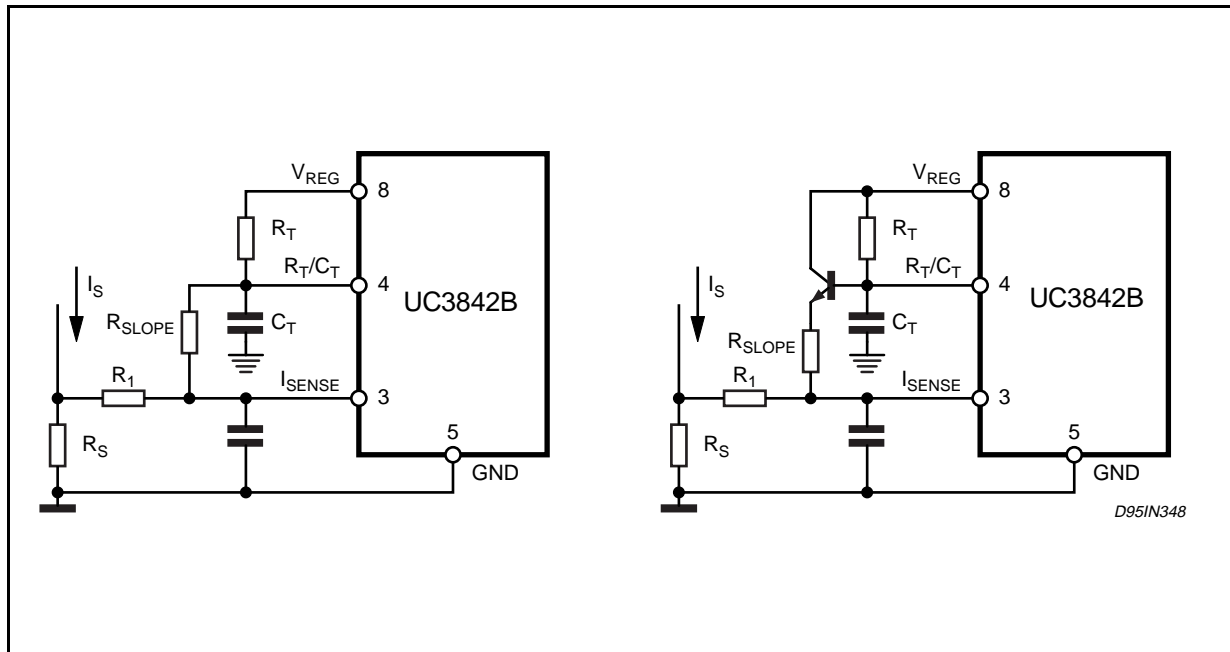 V_REG
8
R_T
R_T/C_T
4
UC3842B
I_S
R_SLOPE
C_T
R_1
I_SENSE
3
R_S
5
GND
V_REG
8
R_T
R_T/C_T
4
UC3842B
I_S
R_SLOPE
C_T
R_1
I_SENSE
3
R_S
5
GND
D95IN348